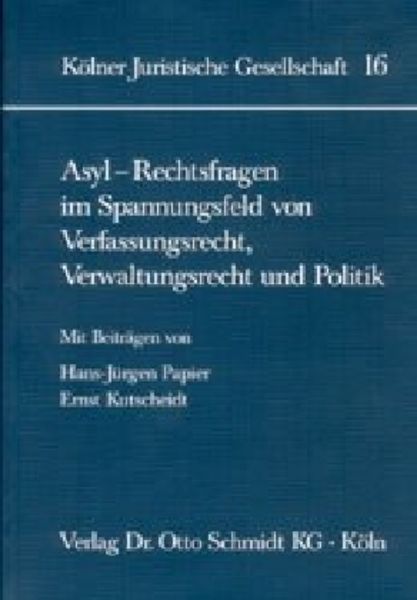 Kölner Juristische Gesellschaft 16
Asyl – Rechtsfragen
im Spannungsfeld von
Verfassungsrecht,
Verwaltungsrecht und Politik
Mit Beiträgen von
Hans-Jürgen Papier
Ernst Kutscheidt
Verlag Dr. Otto Schmidt KG · Köln